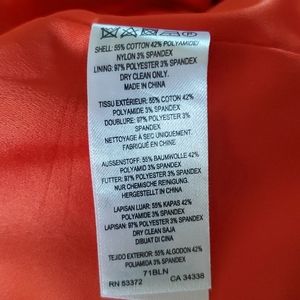 SHELL: 55% COTTON 42% POLYAMIDE/
NYLON 3% SPANDEX
LINING: 97% POLYESTER 3% SPANDEX
DRY CLEAN ONLY.
MADE IN CHINA
TISSU EXTÉRIEUR: 55% COTON 42%
POLYAMIDE 3% SPANDEX
DOUBLURE: 97% POLYESTER 3%
SPANDEX
NETTOYAGE À SEC UNIQUEMENT.
FABRIQUÉ EN CHINE
AUSSENSTOFF: 55% BAUMWOLLE 42%
POLYAMID 3% SPANDEX
FUTTER: 97% POLYESTER 3% SPANDEX
NUR CHEMISCHE REINIGUNG.
HERGESTELLT IN CHINA
LAPISAN LUAR: 55% KAPAS 42%
POLYAMIDE 3% SPANDEX
LAPISAN: 97% POLYESTER 3% SPANDEX
DRY CLEAN SAJA
DIBUAT DI CINA
TEJIDO EXTERIOR: 55% ALGODÓN 42%
POLIAMIDA 3% SPANDEX
71BLN
RN 53372 CA 34338